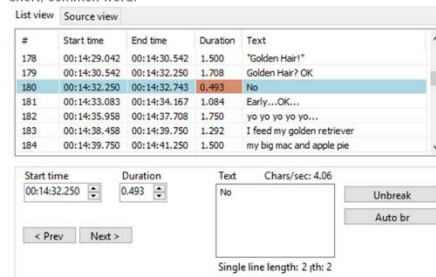 List view Source view
# Start time End time Duration Text
178 00:14:29.042 00:14:30.542 1.500 "Golden Hair!"
179 00:14:30.542 00:14:32.250 1.708 Golden Hair? OK
180 00:14:32.250 00:14:32.743 0.493 No
181 00:14:33.083 00:14:34.167 1.084 Early...OK...
182 00:14:35.958 00:14:37.708 1.750 yo yo yo yo yo...
183 00:14:38.458 00:14:39.750 1.292 I feed my golden retriever
184 00:14:39.750 00:14:41.250 1.500 my big mac and apple pie
Start time Duration Text Chars/sec: 4.06
00:14:32.250 0.493 No
Unbreak
Auto br
< Prev Next >
Single line length: 2 jth: 2